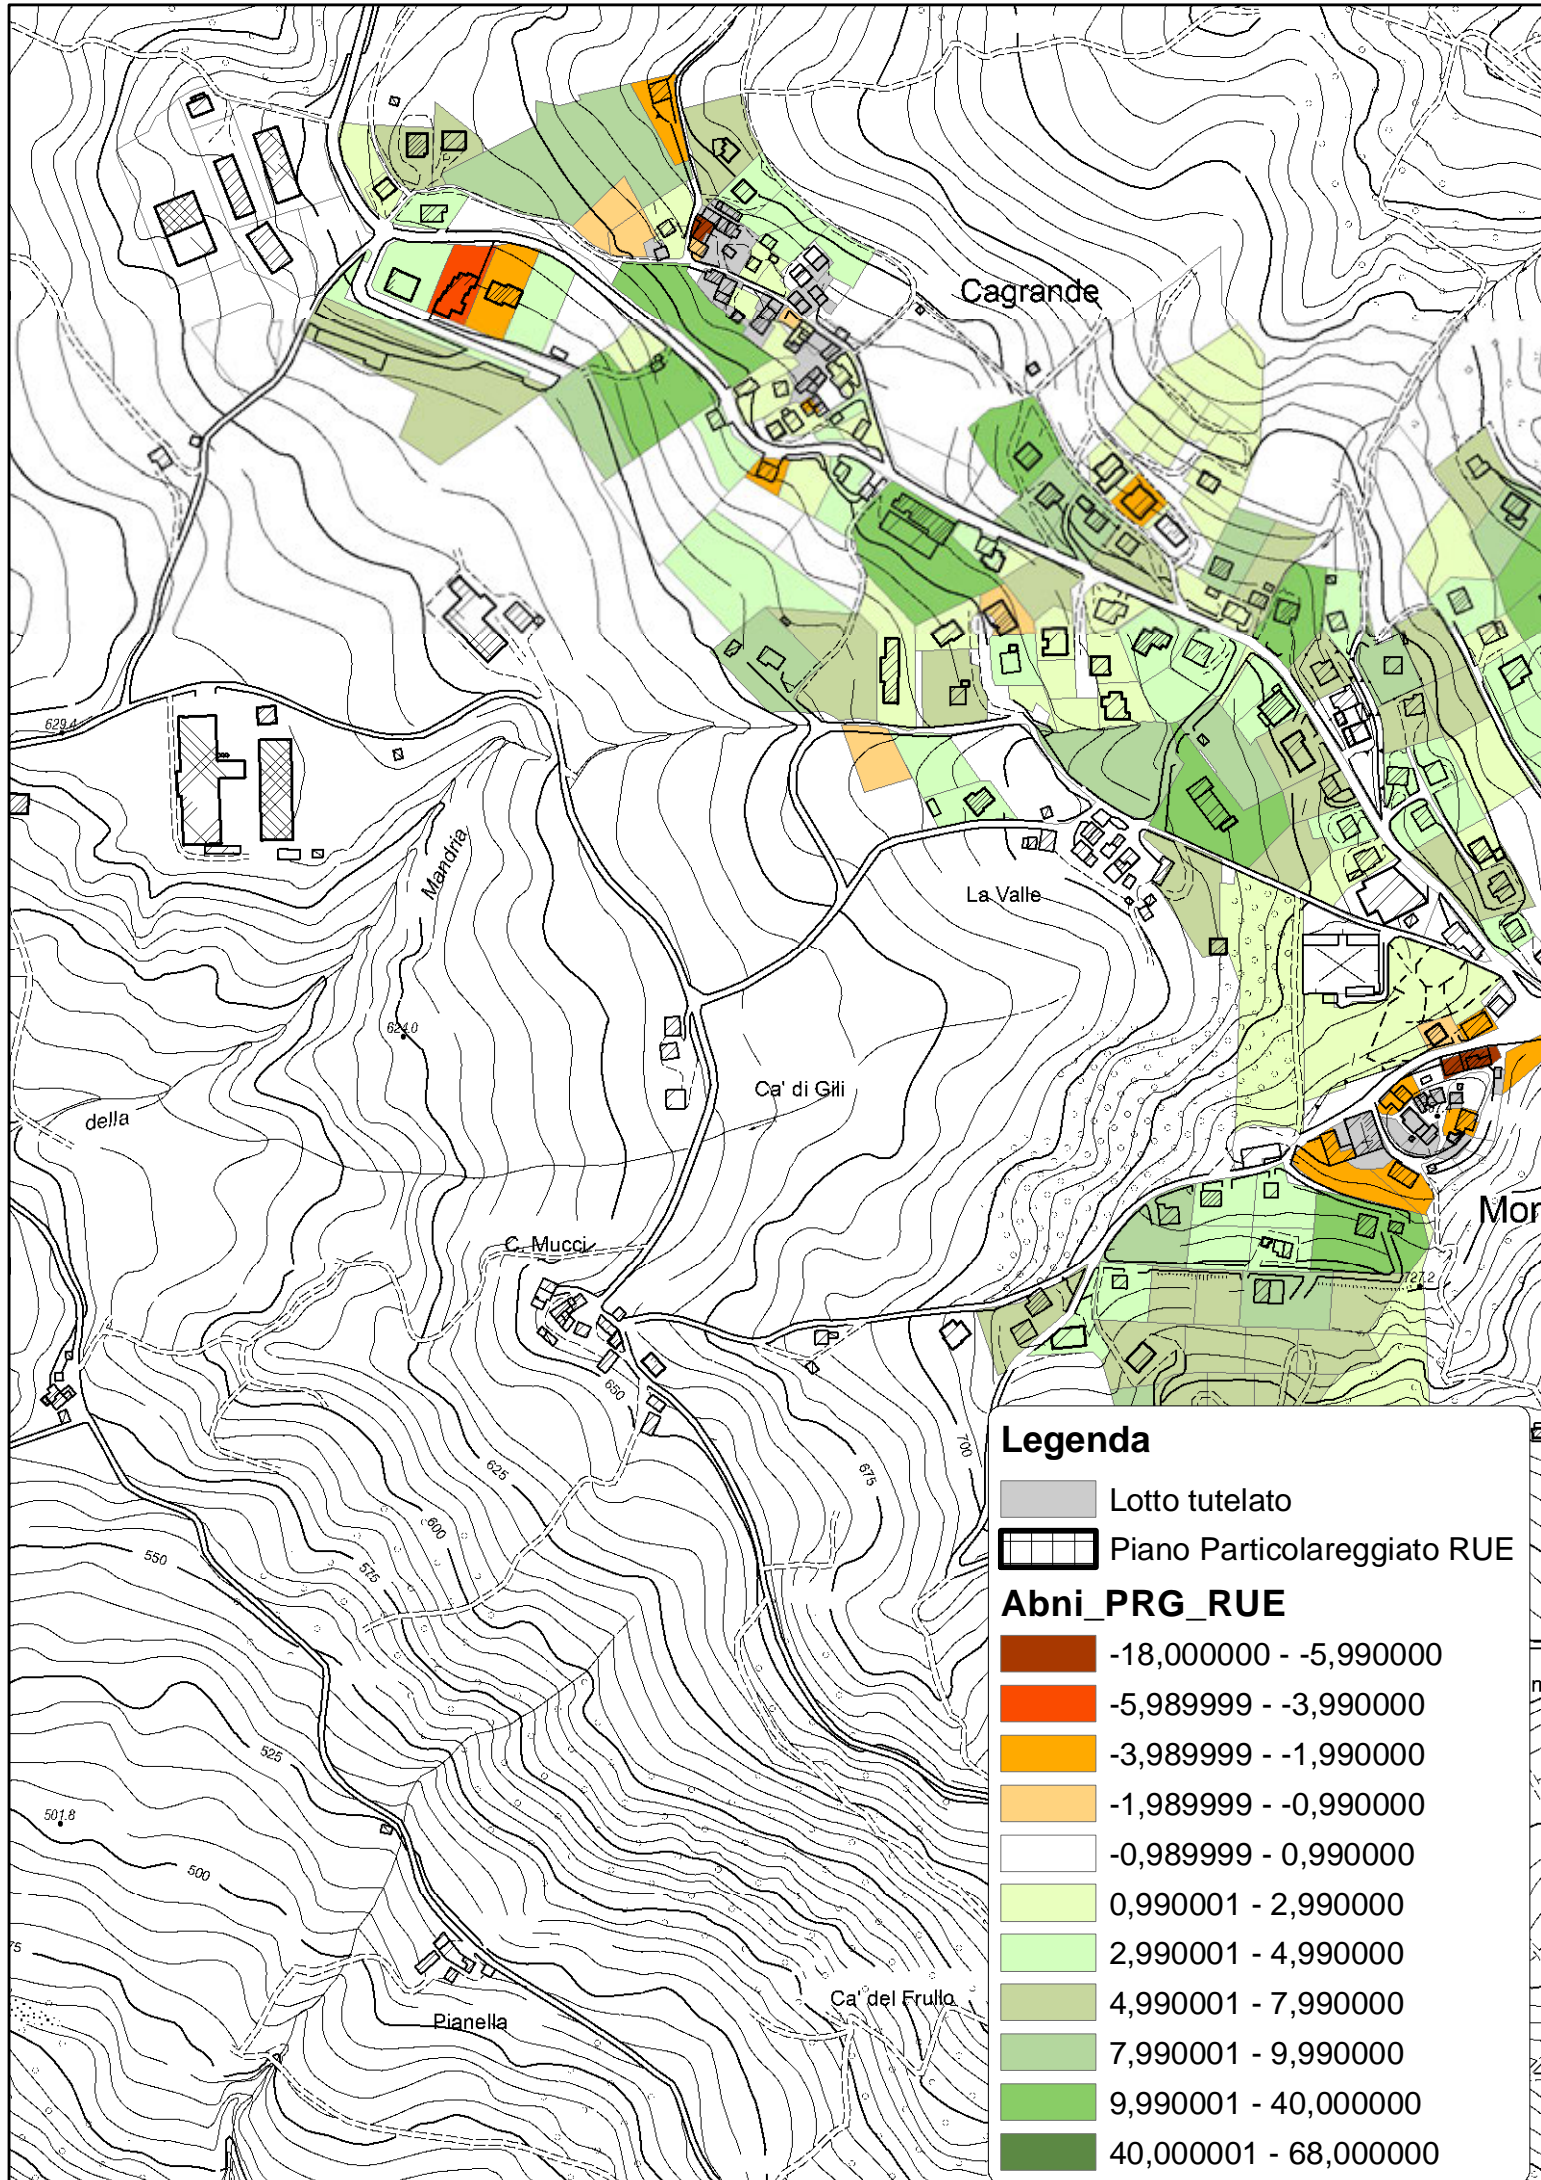 Cagrande
629.4
Mandria
La Valle
624.0
Ca' di Gili
della
Mor
C. Mucci
727.2
650
700
675
625
600
575
550
525
501.8
500
75
Pianella
Ca' del Frullo
Legenda
Lotto tutelato
Piano Particolareggiato RUE
Abni_PRG_RUE
-18,000000 - -5,990000
-5,989999 - -3,990000
-3,989999 - -1,990000
-1,989999 - -0,990000
-0,989999 - 0,990000
0,990001 - 2,990000
2,990001 - 4,990000
4,990001 - 7,990000
7,990001 - 9,990000
9,990001 - 40,000000
40,000001 - 68,000000